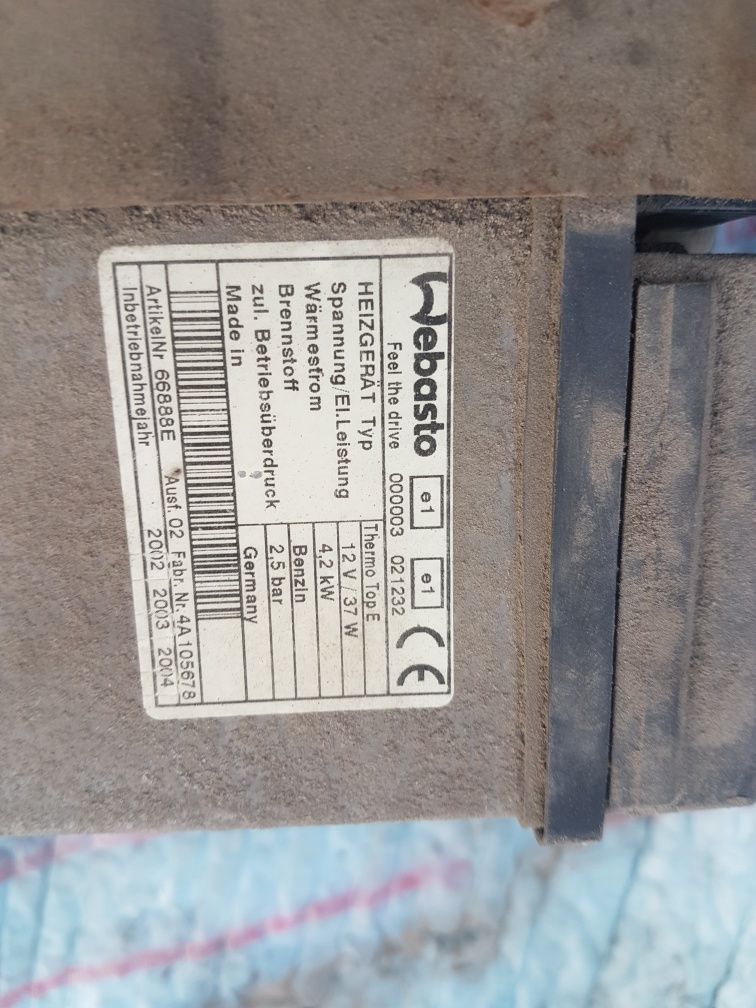 Webasto e1 e1 CE
Feel the drive 000003 021232
HEIZGERÄT Typ Thermo Top E
Spannung/El.Leistung 12 V / 37 W
Wärmestrom 4,2 kW
Brennstoff Benzin
zul. Betriebsüberdruck 2,5 bar
Made in Germany
ArtikelNr 66888E Ausf. 02 Fabr. Nr. 4A105678
Inbetriebnahmejahr 2002 2003 2004